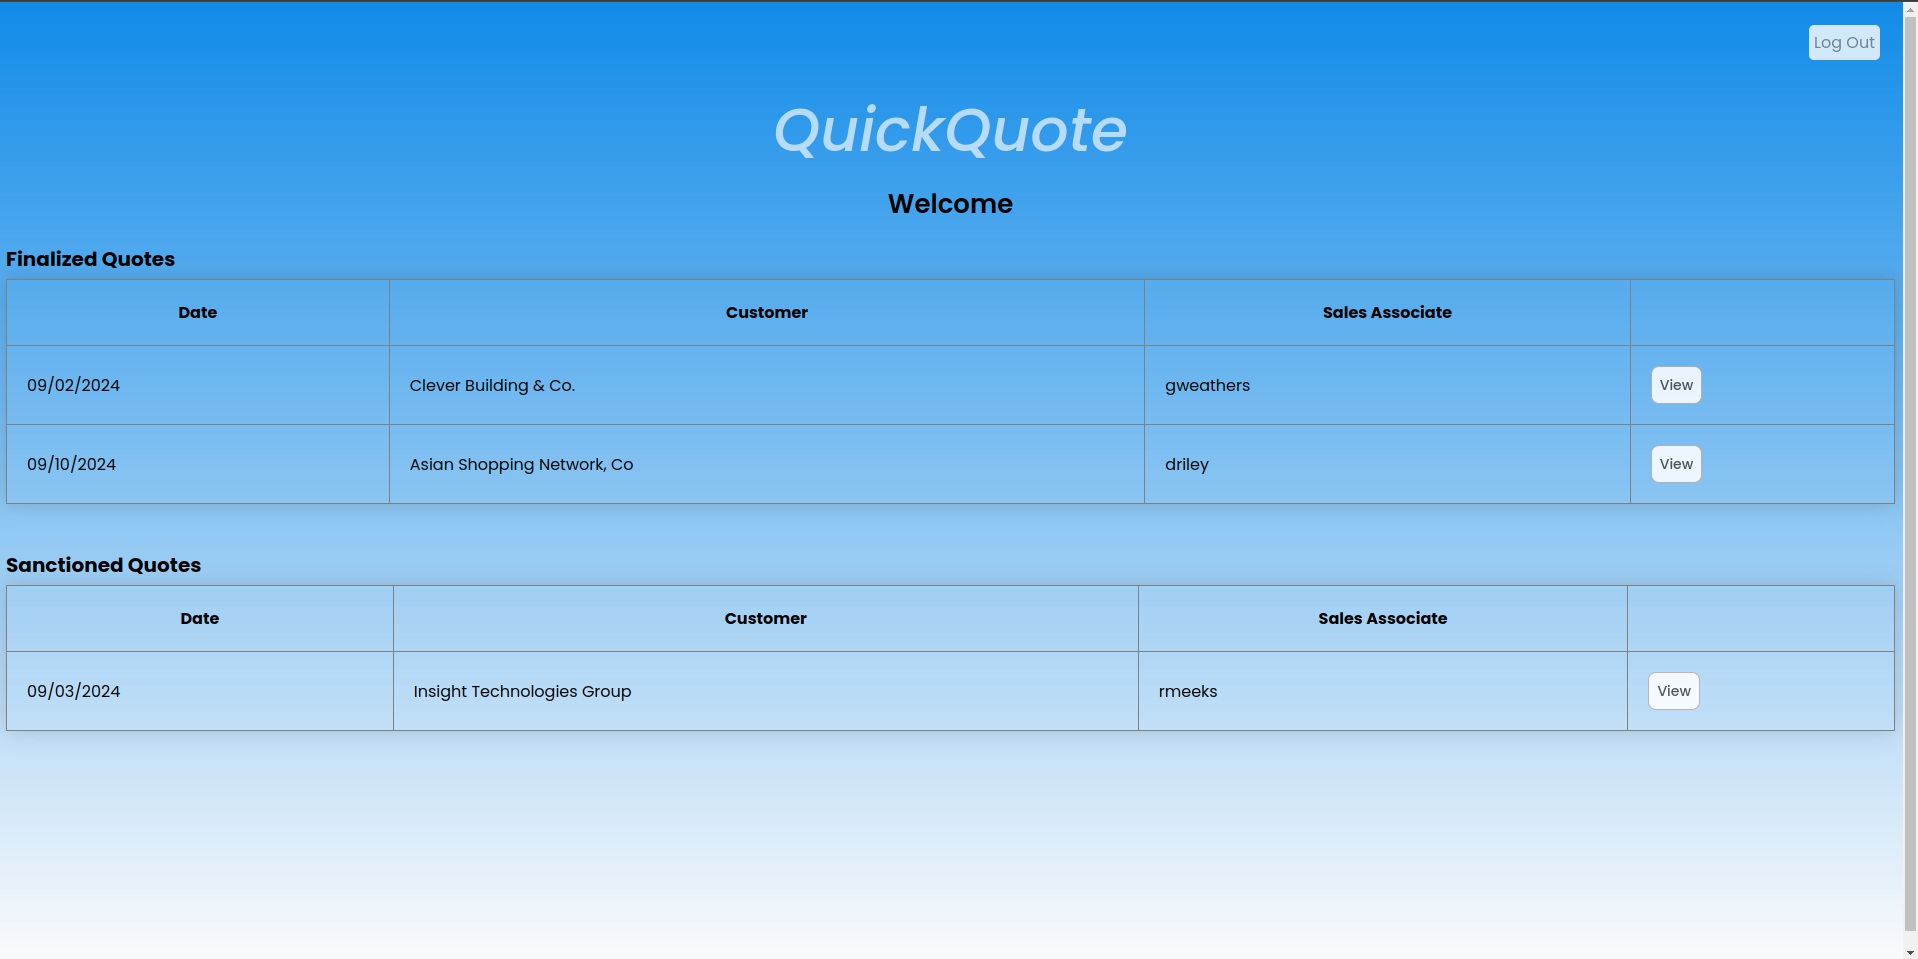 Log Out
QuickQuote
Welcome
Finalized Quotes
Date Customer Sales Associate
09/02/2024 Clever Building & Co. gweathers View
09/10/2024 Asian Shopping Network, Co driley View
Sanctioned Quotes
Date Customer Sales Associate
09/03/2024 Insight Technologies Group rmeeks View